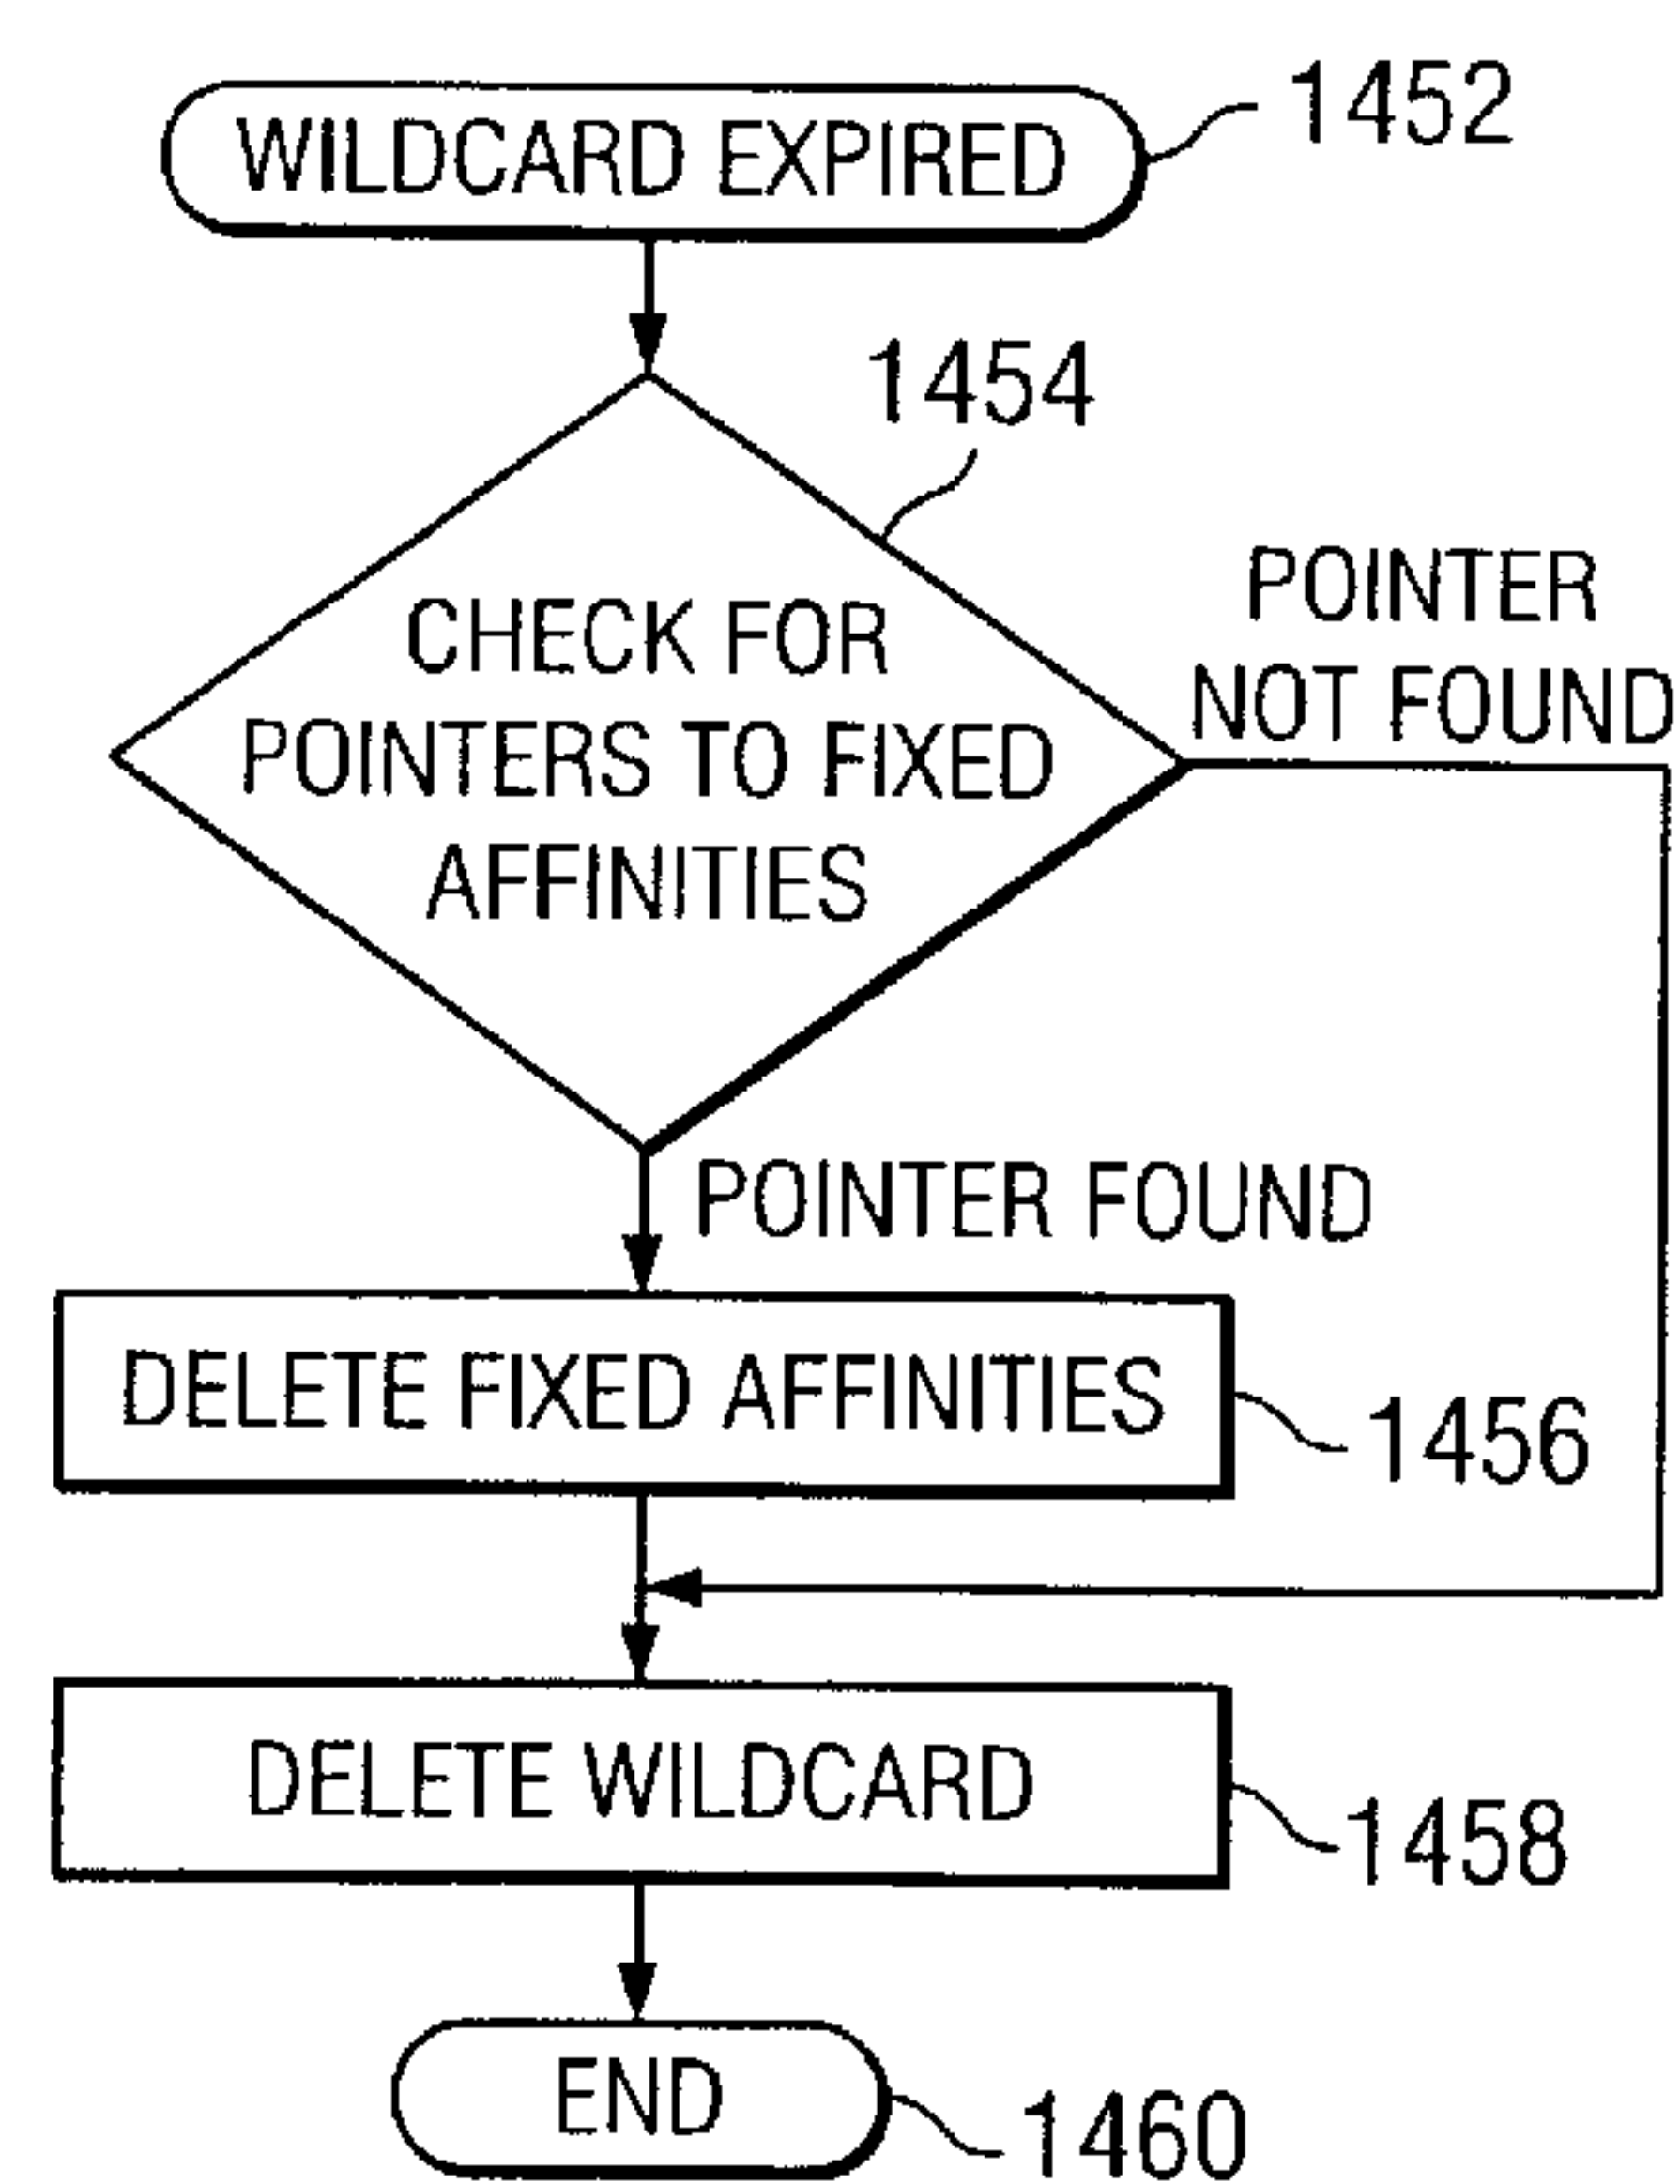 WILDCARD EXPIRED
1452
1454
CHECK FOR
POINTERS TO FIXED
AFFINITIES
POINTER
NOT FOUND
POINTER FOUND
DELETE FIXED AFFINITIES
1456
DELETE WILDCARD
1458
END
1460